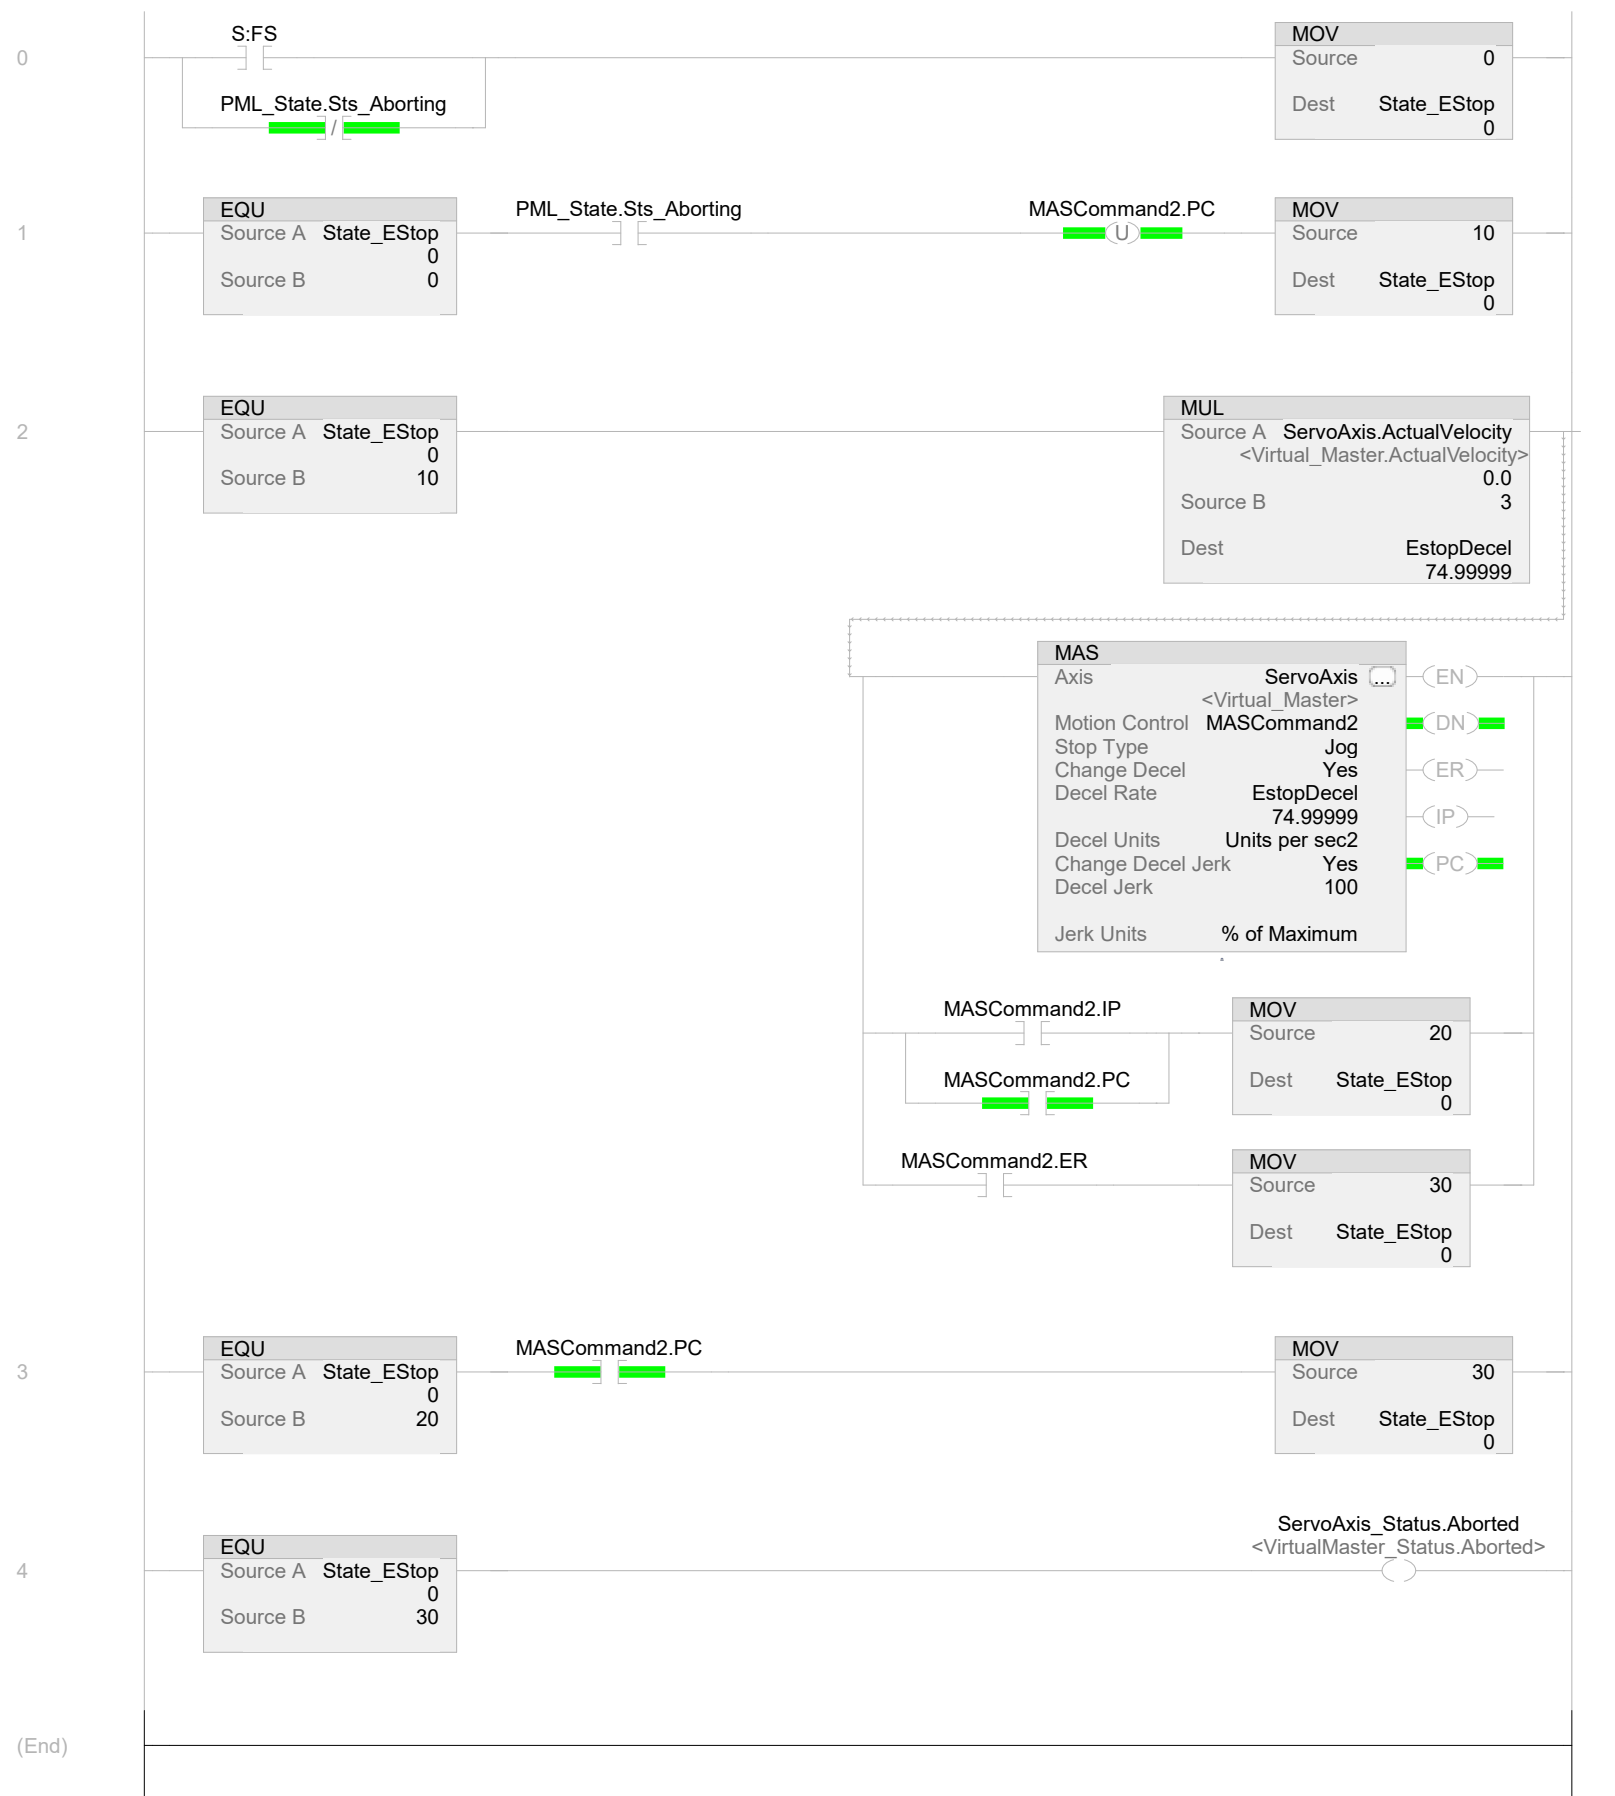 0
S:FS
PML_State.Sts_Aborting
/
MOV
Source 0
Dest State_EStop
0
1
EQU
Source A State_EStop
0
Source B 0
PML_State.Sts_Aborting
MASCommand2.PC
U
MOV
Source 10
Dest State_EStop
0
2
EQU
Source A State_EStop
0
Source B 10
MUL
Source A ServoAxis.ActualVelocity
<Virtual_Master.ActualVelocity>
0.0
Source B 3
Dest EstopDecel
74.99999
MAS
Axis ServoAxis ...
<Virtual_Master>
Motion Control MASCommand2
Stop Type Jog
Change Decel Yes
Decel Rate EstopDecel
74.99999
Decel Units Units per sec2
Change Decel Jerk Yes
Decel Jerk 100
Jerk Units % of Maximum
EN
DN
ER
IP
PC
MASCommand2.IP
MASCommand2.PC
MOV
Source 20
Dest State_EStop
0
MASCommand2.ER
MOV
Source 30
Dest State_EStop
0
3
EQU
Source A State_EStop
0
Source B 20
MASCommand2.PC
MOV
Source 30
Dest State_EStop
0
4
EQU
Source A State_EStop
0
Source B 30
ServoAxis_Status.Aborted
<VirtualMaster_Status.Aborted>
(End)